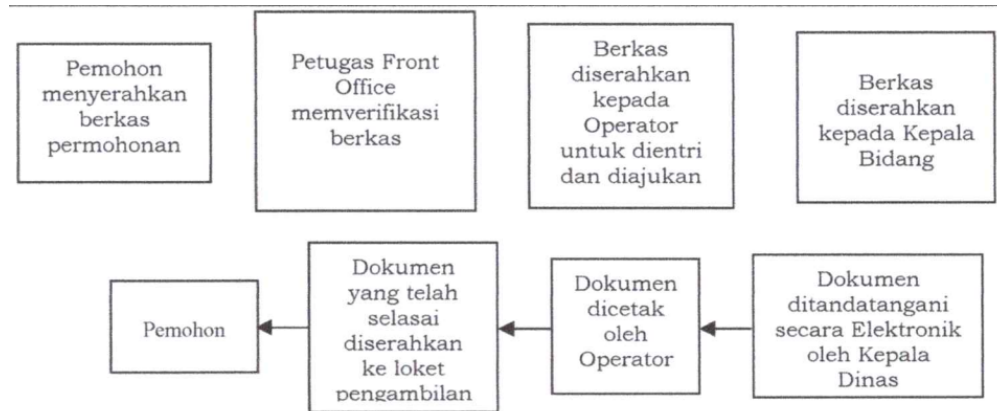 Pemohon
menyerahkan
berkas
permohonan
Petugas Front
Office
memverifikasi
berkas
Berkas
diserahkan
kepada
Operator
untuk dientri
dan diajukan
Berkas
diserahkan
kepada Kepala
Bidang
Pemohon
Dokumen
yang telah
selasai
diserahkan
ke loket
pengambilan
Dokumen
dicetak
oleh
Operator
Dokumen
ditandatangani
secara Elektronik
oleh Kepala
Dinas